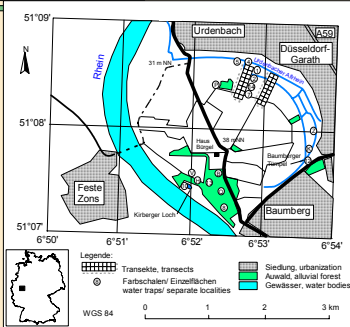 51°09'
Urdenbach
A59
Düsseldorf-
Garath
N
Rhein
31 m NN
Urdenbacher Altrhein
51°08'
Haus
Bürgel
38 m NN
Baumberger
Tümpel
Feste
Zons
Baumberg
Kirberger Loch
51°07'
6°50' 6°51' 6°52' 6°53' 6°54'
Legende:
Transekte, transects
Farbschalen/ Einzelflächen
water traps/ separate localities
Siedlung, urbanization
Auwald, alluvial forest
Gewässer, water bodies
WGS 84
0 1 2 3 km